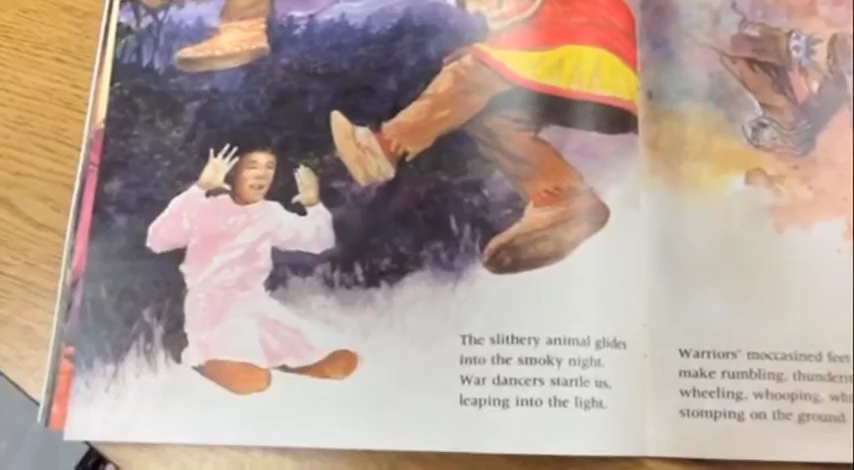 The slithery animal glides
into the smoky night.
War dancers startle us,
leaping into the light.
Warriors' moccasined feet
make rumbling,
wheeling, whooping,
stomping on the ground